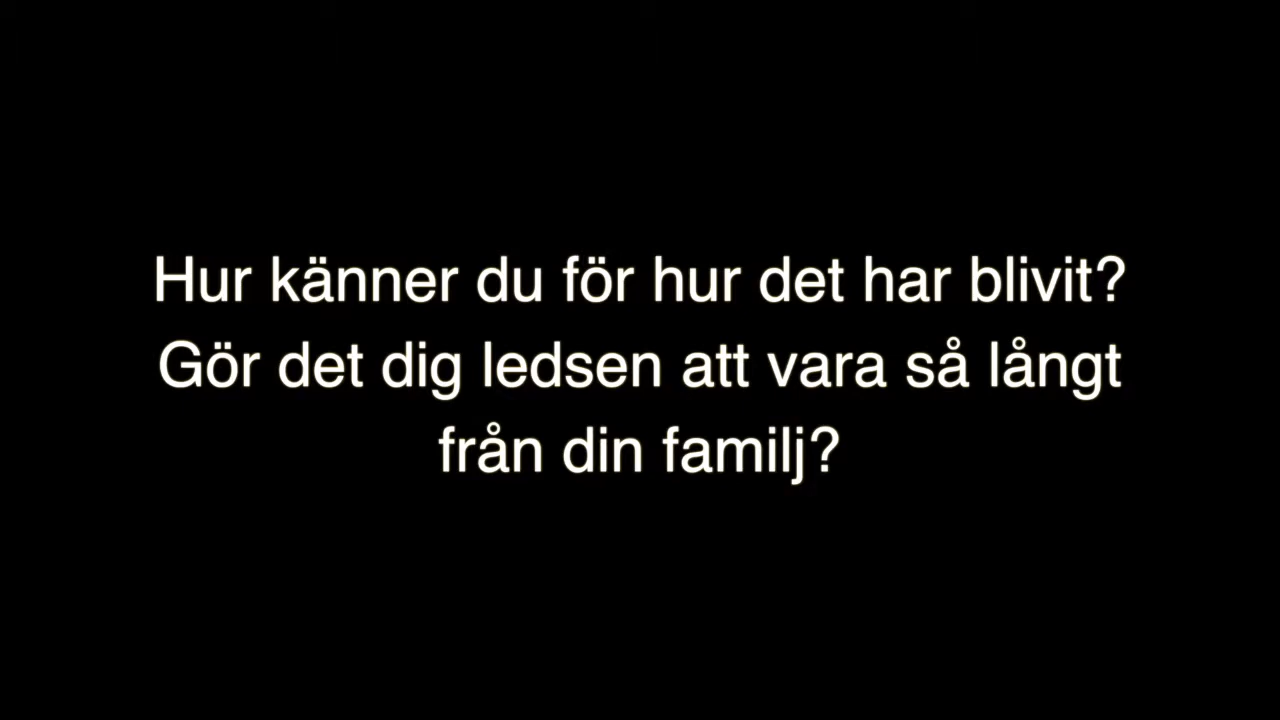 Hur känner du för hur det har blivit?
Gör det dig ledsen att vara så långt
från din familj?